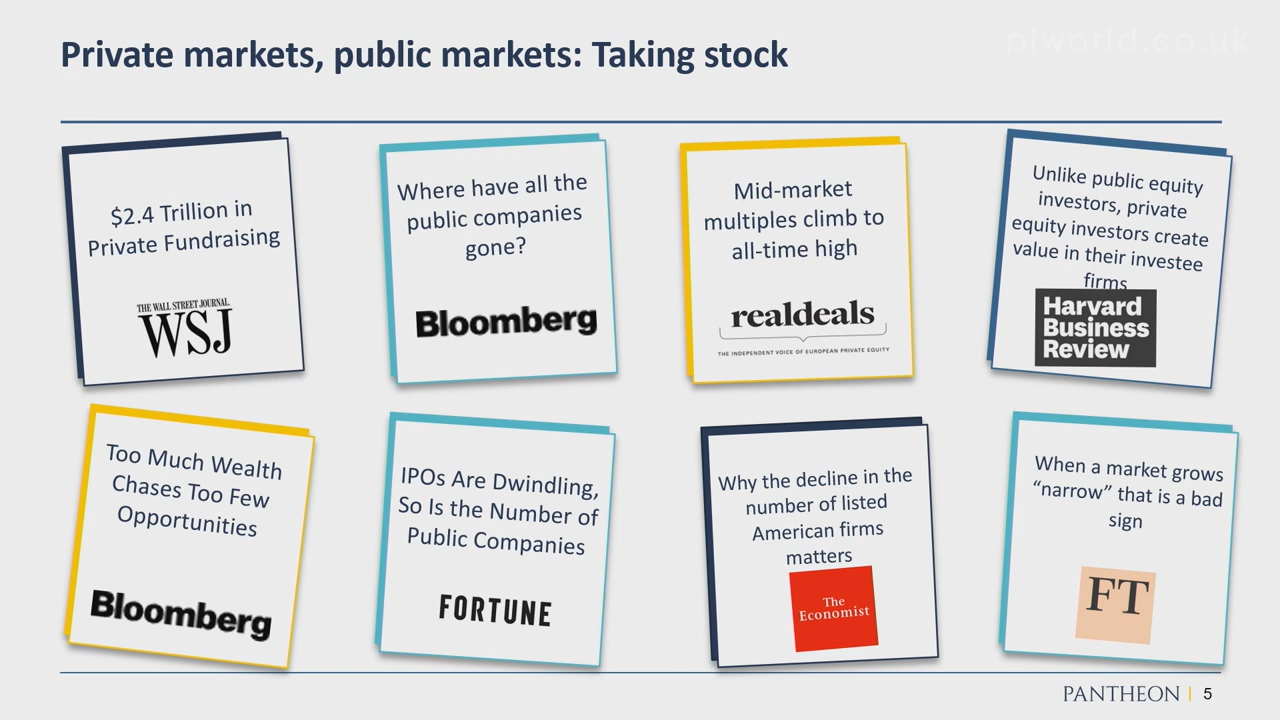 Private markets, public markets: Taking stock
piworld.co.uk
$2.4 Trillion in
Private Fundraising
THE WALL STREET JOURNAL.
WSJ
Where have all the
public companies
gone?
Bloomberg
Mid-market
multiples climb to
all-time high
realdeals
THE INDEPENDENT VOICE OF EUROPEAN PRIVATE EQUITY
Unlike public equity
investors, private
equity investors create
value in their investee
firms
Harvard
Business
Review
Too Much Wealth
Chases Too Few
Opportunities
Bloomberg
IPOs Are Dwindling,
So Is the Number of
Public Companies
FORTUNE
Why the decline in the
number of listed
American firms
matters
The
Economist
When a market grows
“narrow” that is a bad
sign
FT
PANTHEON | 5